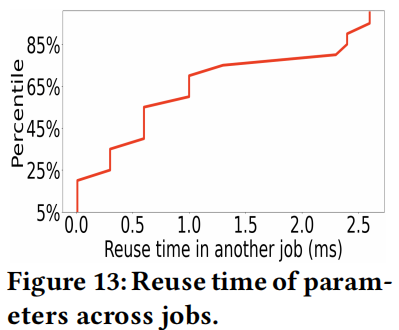 Percentile
85%
65%
45%
25%
5%
0.0 0.5 1.0 1.5 2.0 2.5
Reuse time in another job (ms)
Figure 13: Reuse time of param-
eters across jobs.